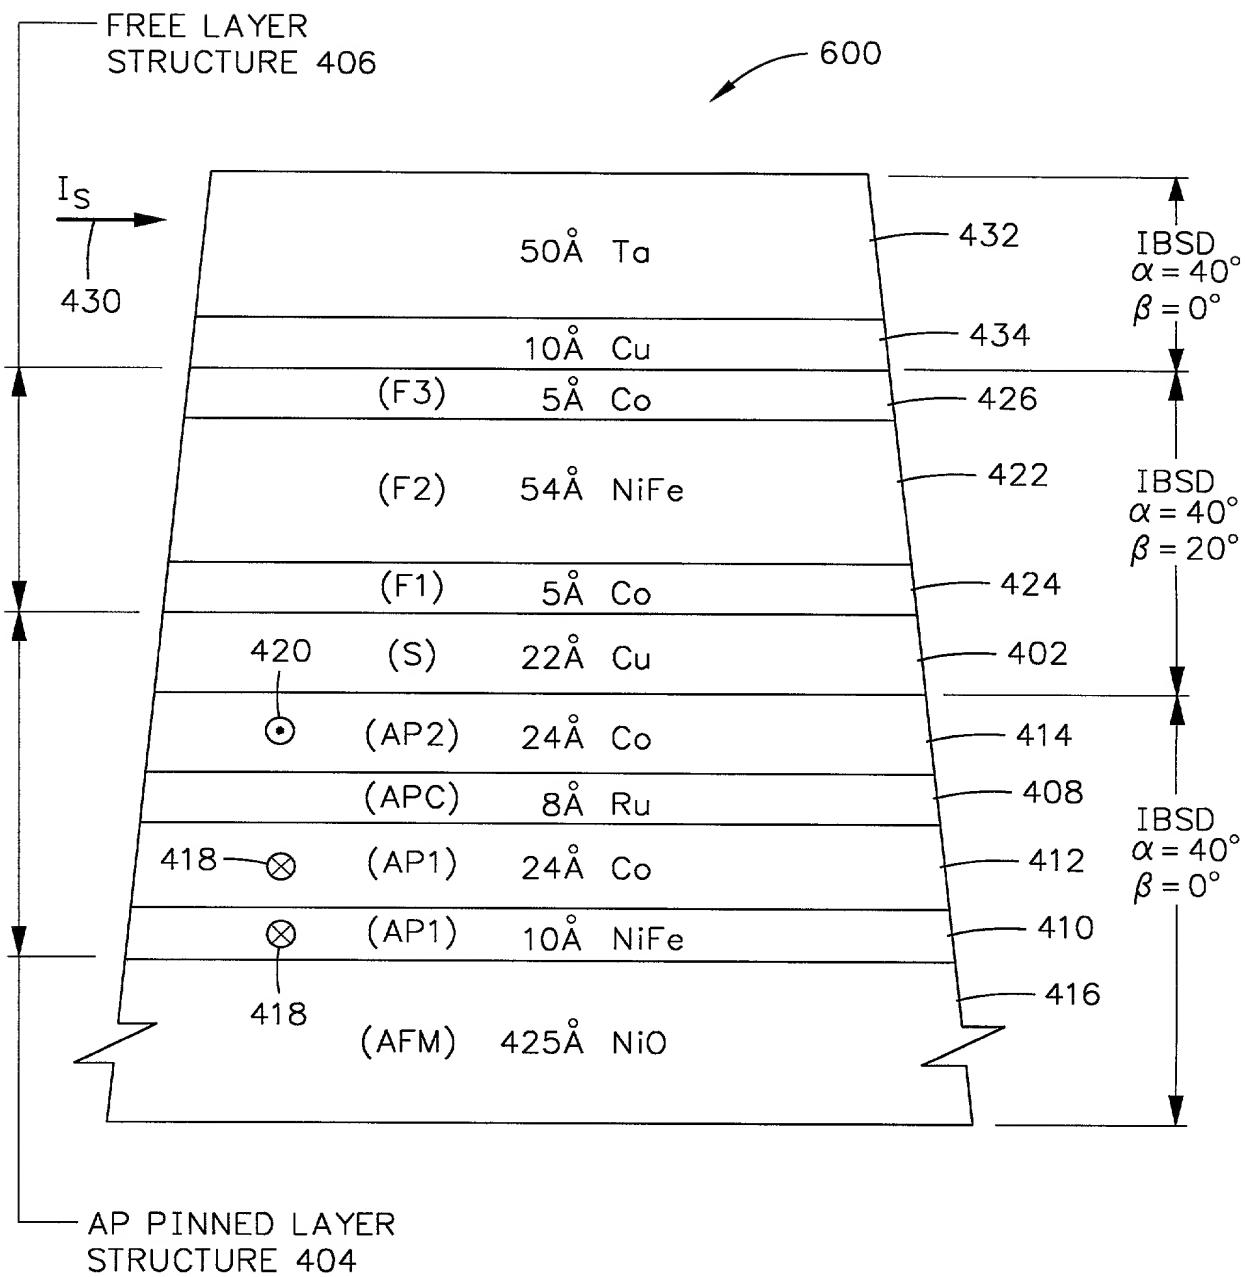 FREE LAYER
STRUCTURE 406
600
I_S
430
50Å Ta
432
IBSD
α = 40°
β = 0°
10Å Cu
434
(F3) 5Å Co
426
(F2) 54Å NiFe
422
IBSD
α = 40°
β = 20°
(F1) 5Å Co
424
420
(S) 22Å Cu
402
(AP2) 24Å Co
414
(APC) 8Å Ru
408
418
(AP1) 24Å Co
412
IBSD
α = 40°
β = 0°
(AP1) 10Å NiFe
410
418
416
(AFM) 425Å NiO
AP PINNED LAYER
STRUCTURE 404